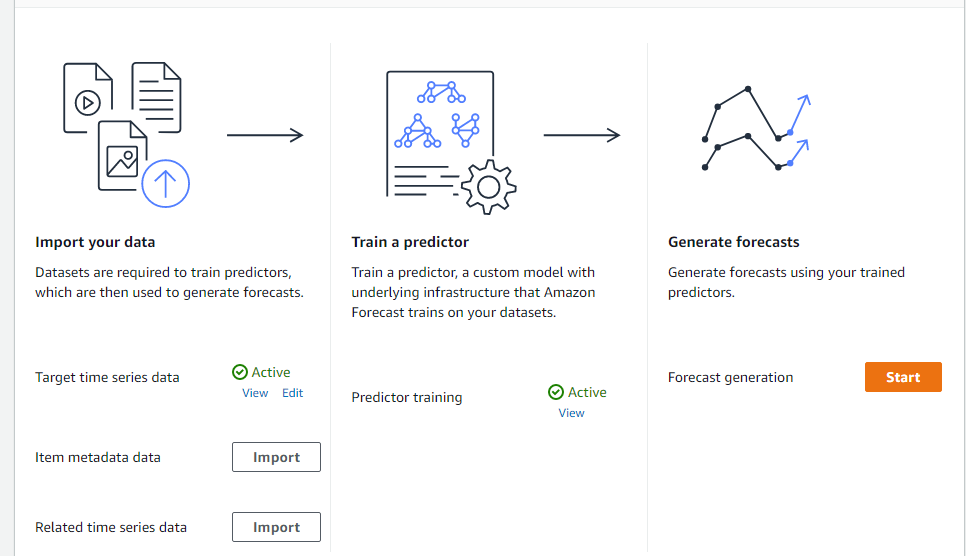 Import your data
Datasets are required to train predictors,
which are then used to generate forecasts.
Target time series data
Active
View Edit
Item metadata data
Import
Related time series data
Import
Train a predictor
Train a predictor, a custom model with
underlying infrastructure that Amazon
Forecast trains on your datasets.
Predictor training
Active
View
Generate forecasts
Generate forecasts using your trained
predictors.
Forecast generation
Start